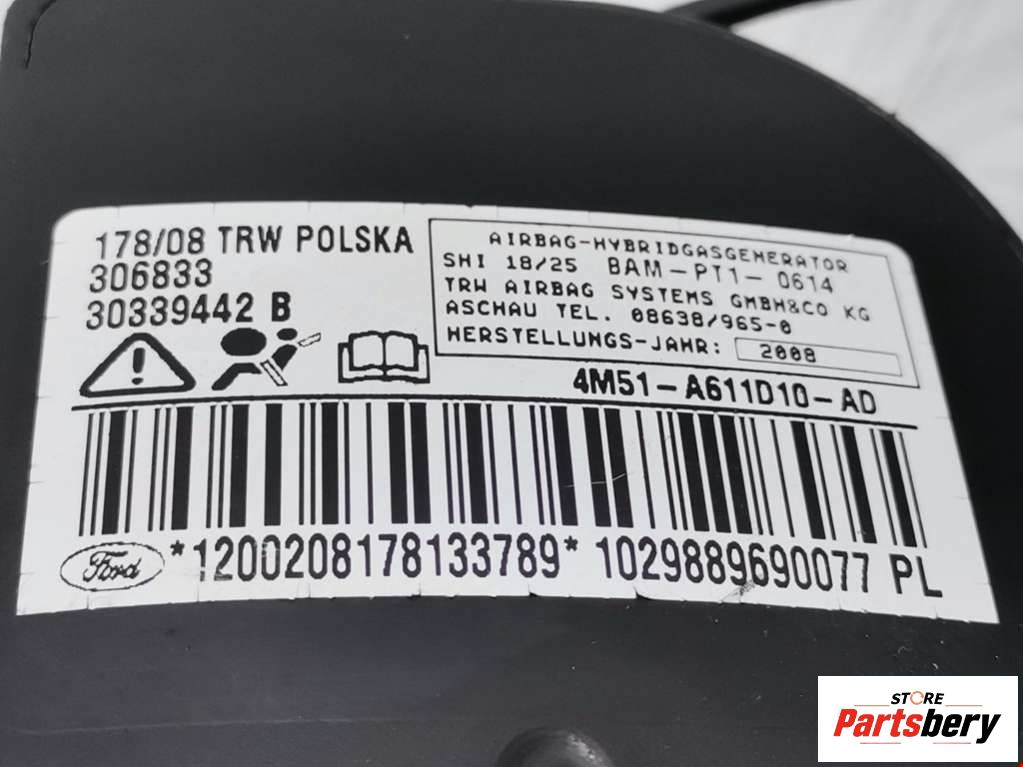 178/08 TRW POLSKA
306833
30339442 B
AIRBAG-HYBRIDGASGENERATOR
SHI 18/25 BAM-PT1-0614
TRW AIRBAG SYSTEMS GMBH&CO KG
ASCHAU TEL. 08638/965-0
HERSTELLUNGS-JAHR: 2008
4M51-A611D10-AD
Ford *1200208178133789* 1029889690077 PL
STORE
Partsbery